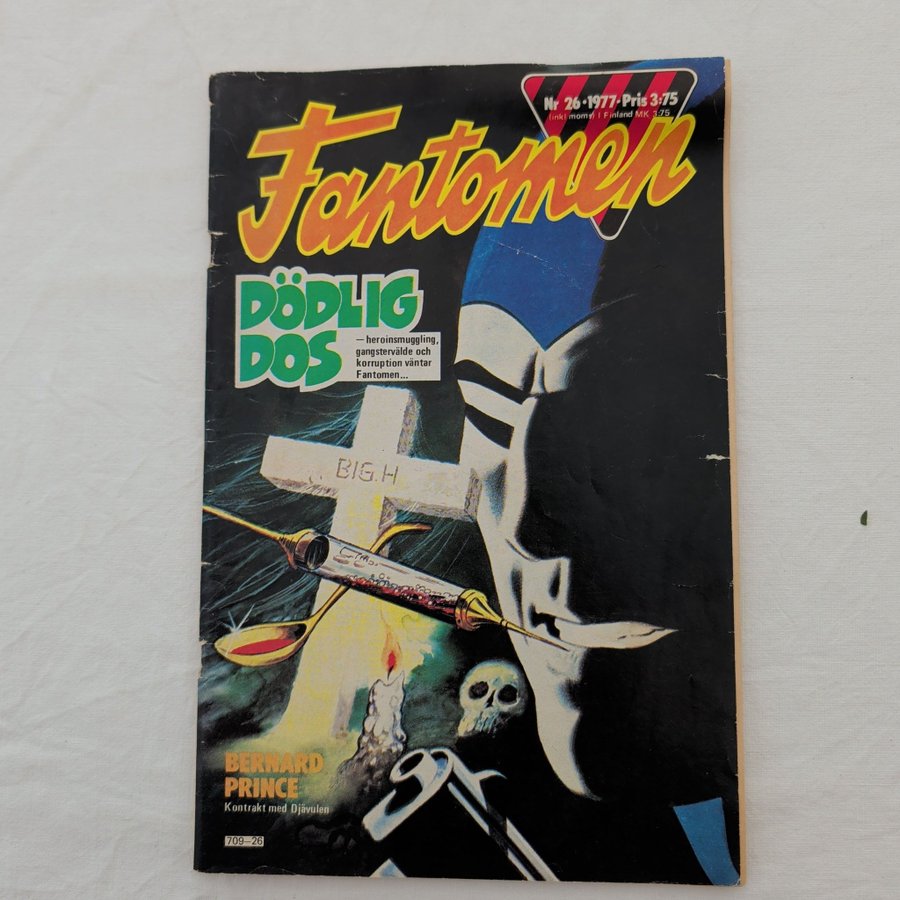 Nr 26•1977•Pris 3:75
(inkl moms) I Finland MK 3.75
Fantomen
DÖDLIG
DOS
– heroinsmuggling,
gangstervälde och
korruption väntar
Fantomen...
BIG.H
BERNARD
PRINCE
Kontrakt med Djävulen
709–26